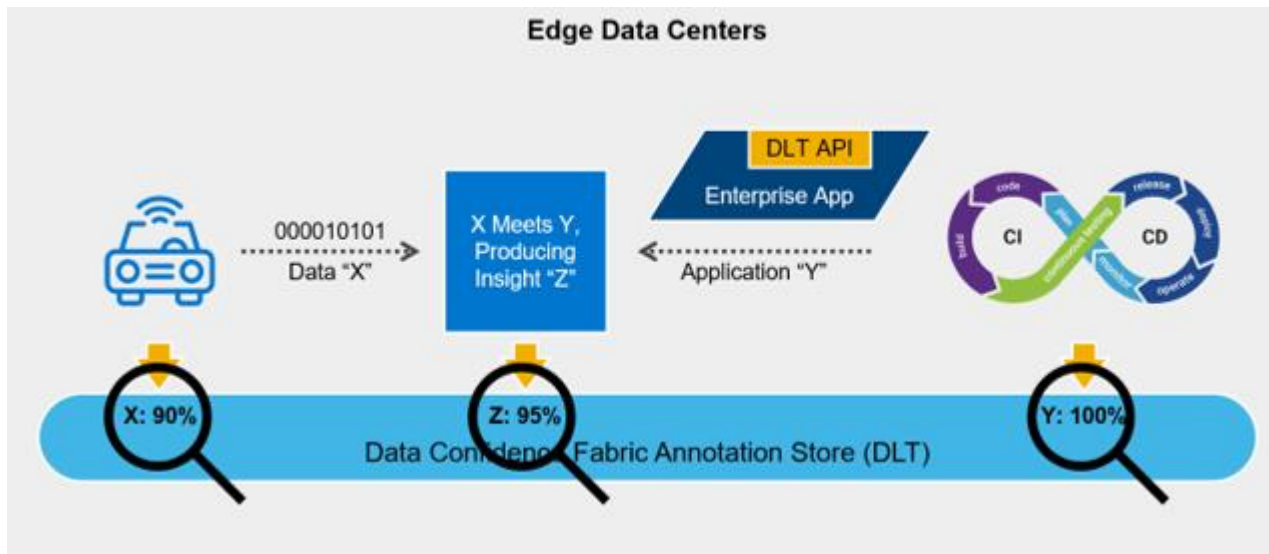 Edge Data Centers
DLT API
Enterprise App
000010101
Data “X”
X Meets Y,
Producing
Insight “Z”
Application “Y”
code
build
plan
continuous testing
CI
release
deploy
operate
monitor
CD
X: 90%
Z: 95%
Y: 100%
Data Confidence Fabric Annotation Store (DLT)